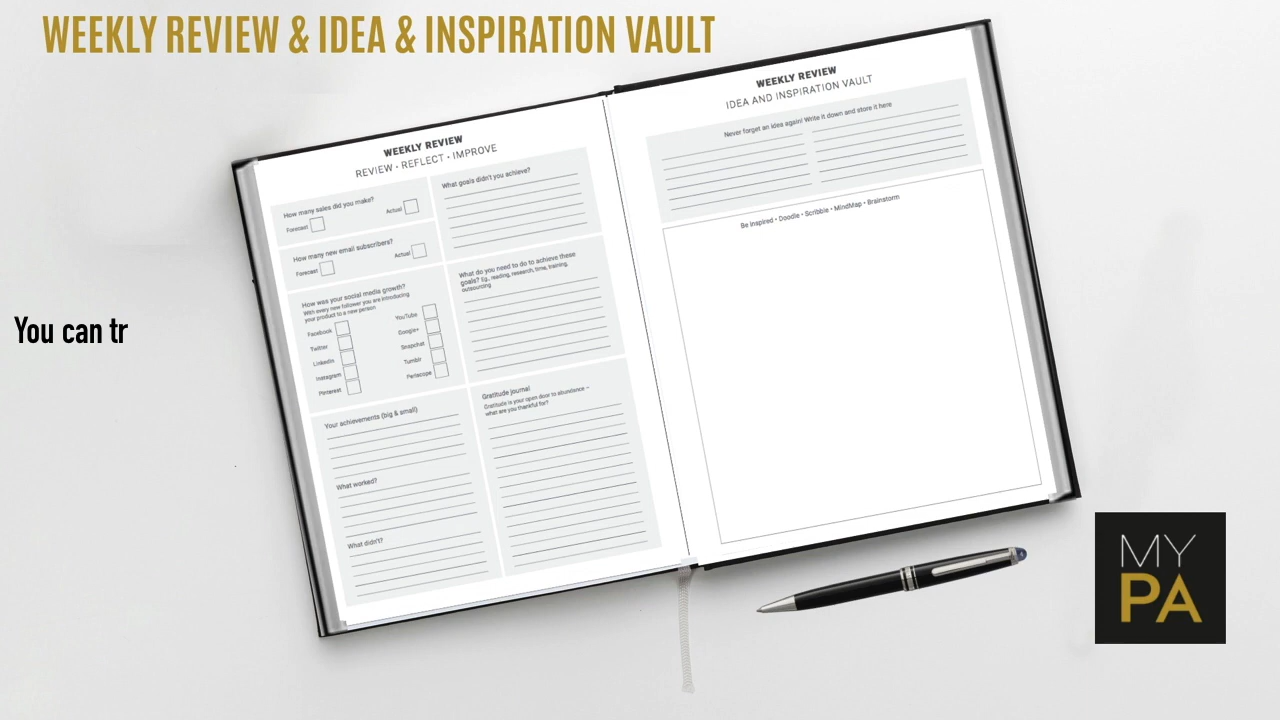 WEEKLY REVIEW & IDEA & INSPIRATION VAULT
You can tr
WEEKLY REVIEW
REVIEW • REFLECT • IMPROVE
How many sales did you make?
Forecast
Actual
How many new email subscribers?
Forecast
Actual
How was your social media growth?
With every new follower you are introducing
your product to a new person
Facebook
Twitter
LinkedIn
Instagram
Pinterest
YouTube
Google+
Snapchat
Tumblr
Periscope
Your achievements (big & small)
What worked?
What didn't?
What goals didn't you achieve?
What do you need to do to achieve these
goals? Eg., reading, research, time, training,
outsourcing
Gratitude journal
Gratitude is your open door to abundance –
what are you thankful for?
WEEKLY REVIEW
IDEA AND INSPIRATION VAULT
Never forget an idea again! Write it down and store it here
Be Inspired • Doodle • Scribble • MindMap • Brainstorm
MY
PA